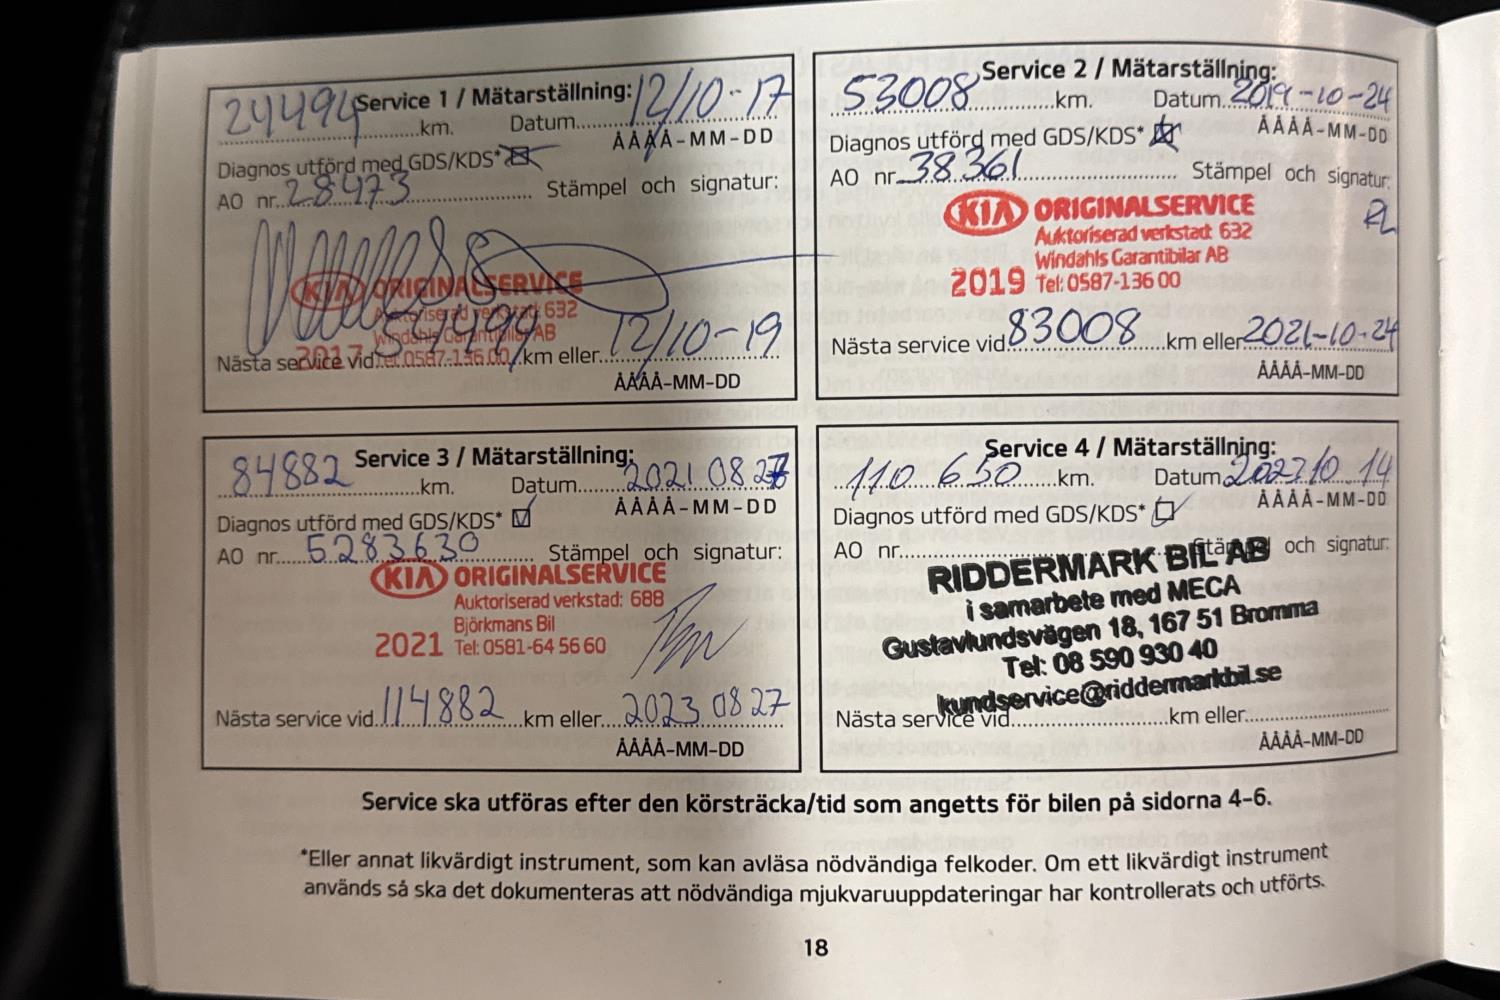 Service 1 / Mätarställning:
24494 km. Datum 12/10-17
ÅÅÅÅ-MM-DD
Diagnos utförd med GDS/KDS*
AO nr. 28473 Stämpel och signatur:
KIA ORIGINALSERVICE
Auktoriserad verkstad: 632
Windahls Garantibilar AB
2017 Tel: 0587-136 00
Nästa service vid km eller 12/10-19
ÅÅÅÅ-MM-DD
Service 2 / Mätarställning:
53008 km. Datum 2019-10-24
ÅÅÅÅ-MM-DD
Diagnos utförd med GDS/KDS*
AO nr. 38361 Stämpel och signatur:
KIA ORIGINALSERVICE
Auktoriserad verkstad: 632
Windahls Garantibilar AB
2019 Tel: 0587-136 00
Nästa service vid 83008 km eller 2021-10-24
ÅÅÅÅ-MM-DD
Service 3 / Mätarställning:
84882 km. Datum 2021 08 27
ÅÅÅÅ-MM-DD
Diagnos utförd med GDS/KDS*
AO nr. 5283630 Stämpel och signatur:
KIA ORIGINALSERVICE
Auktoriserad verkstad: 688
Björkmans Bil
2021 Tel: 0581-64 56 60
Nästa service vid 114882 km eller 2023 08 27
ÅÅÅÅ-MM-DD
Service 4 / Mätarställning:
110 650 km. Datum 202210.14
ÅÅÅÅ-MM-DD
Diagnos utförd med GDS/KDS*
AO nr. Stämpel och signatur:
RIDDERMARK BIL AB
i samarbete med MECA
Gustavlundsvägen 18, 167 51 Bromma
Tel: 08 590 930 40
kundservice@riddermarkbil.se
Nästa service vid km eller
ÅÅÅÅ-MM-DD
Service ska utföras efter den körsträcka/tid som angetts för bilen på sidorna 4-6.
*Eller annat likvärdigt instrument, som kan avläsa nödvändiga felkoder. Om ett likvärdigt instrument
används så ska det dokumenteras att nödvändiga mjukvaruuppdateringar har kontrollerats och utförts.
18